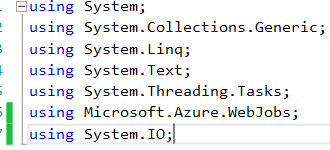 using System;
using System.Collections.Generic;
using System.Linq;
using System.Text;
using System.Threading.Tasks;
using Microsoft.Azure.WebJobs;
using System.IO;